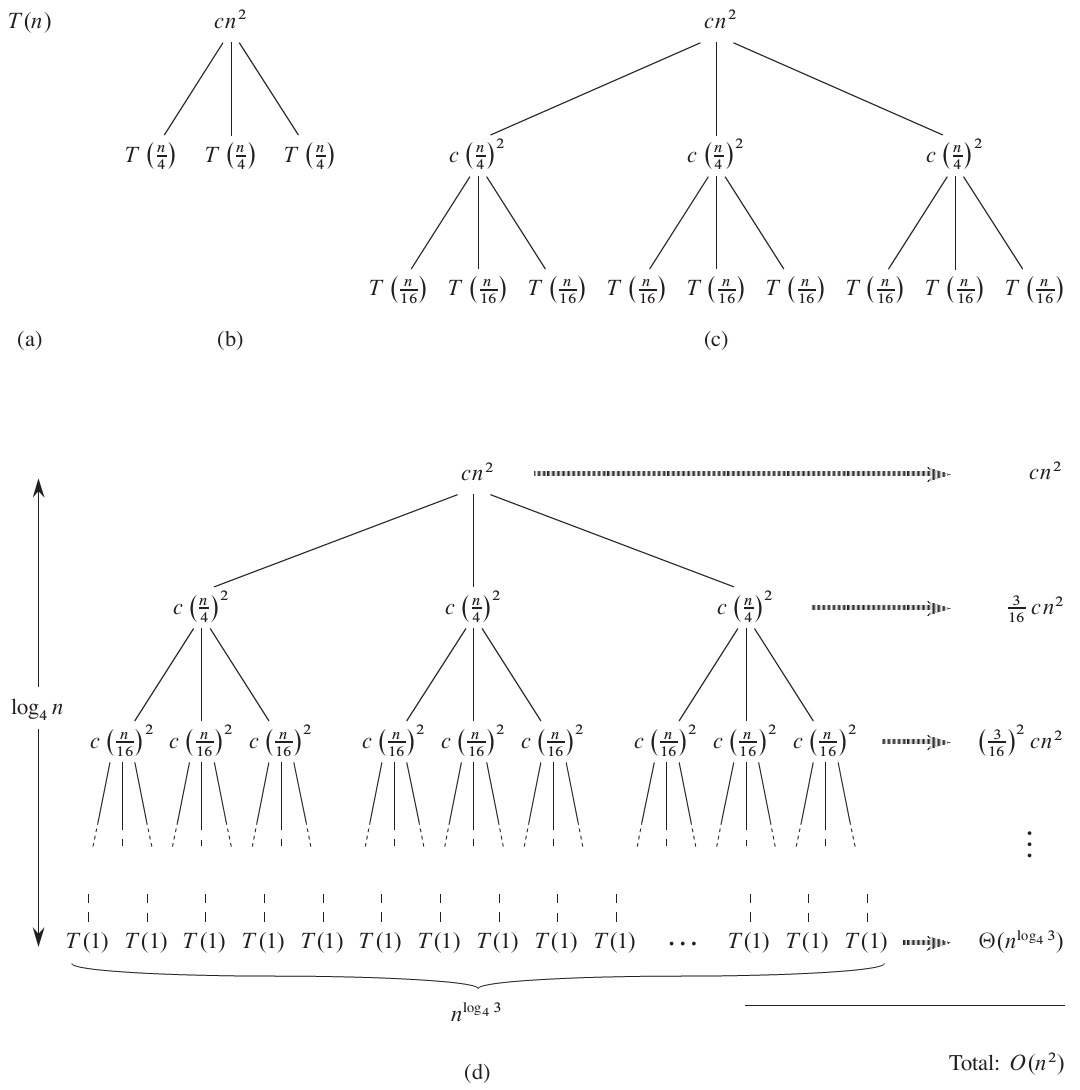 T(n) cn² cn²
T (n/4) T (n/4) T (n/4) c (n/4)² c (n/4)² c (n/4)²
T (n/16) T (n/16) T (n/16) T (n/16) T (n/16) T (n/16) T (n/16) T (n/16) T (n/16)
(a) (b) (c)
cn² cn²
c (n/4)² c (n/4)² c (n/4)² 3/16 cn²
log₄ n
c (n/16)² c (n/16)² c (n/16)² c (n/16)² c (n/16)² c (n/16)² c (n/16)² c (n/16)² c (n/16)² (3/16)² cn²
⋮
T(1) T(1) T(1) T(1) T(1) T(1) T(1) T(1) T(1) T(1) … T(1) T(1) T(1) Θ(n^{log₄ 3})
n^{log₄ 3}
Total: O(n²)
(d)